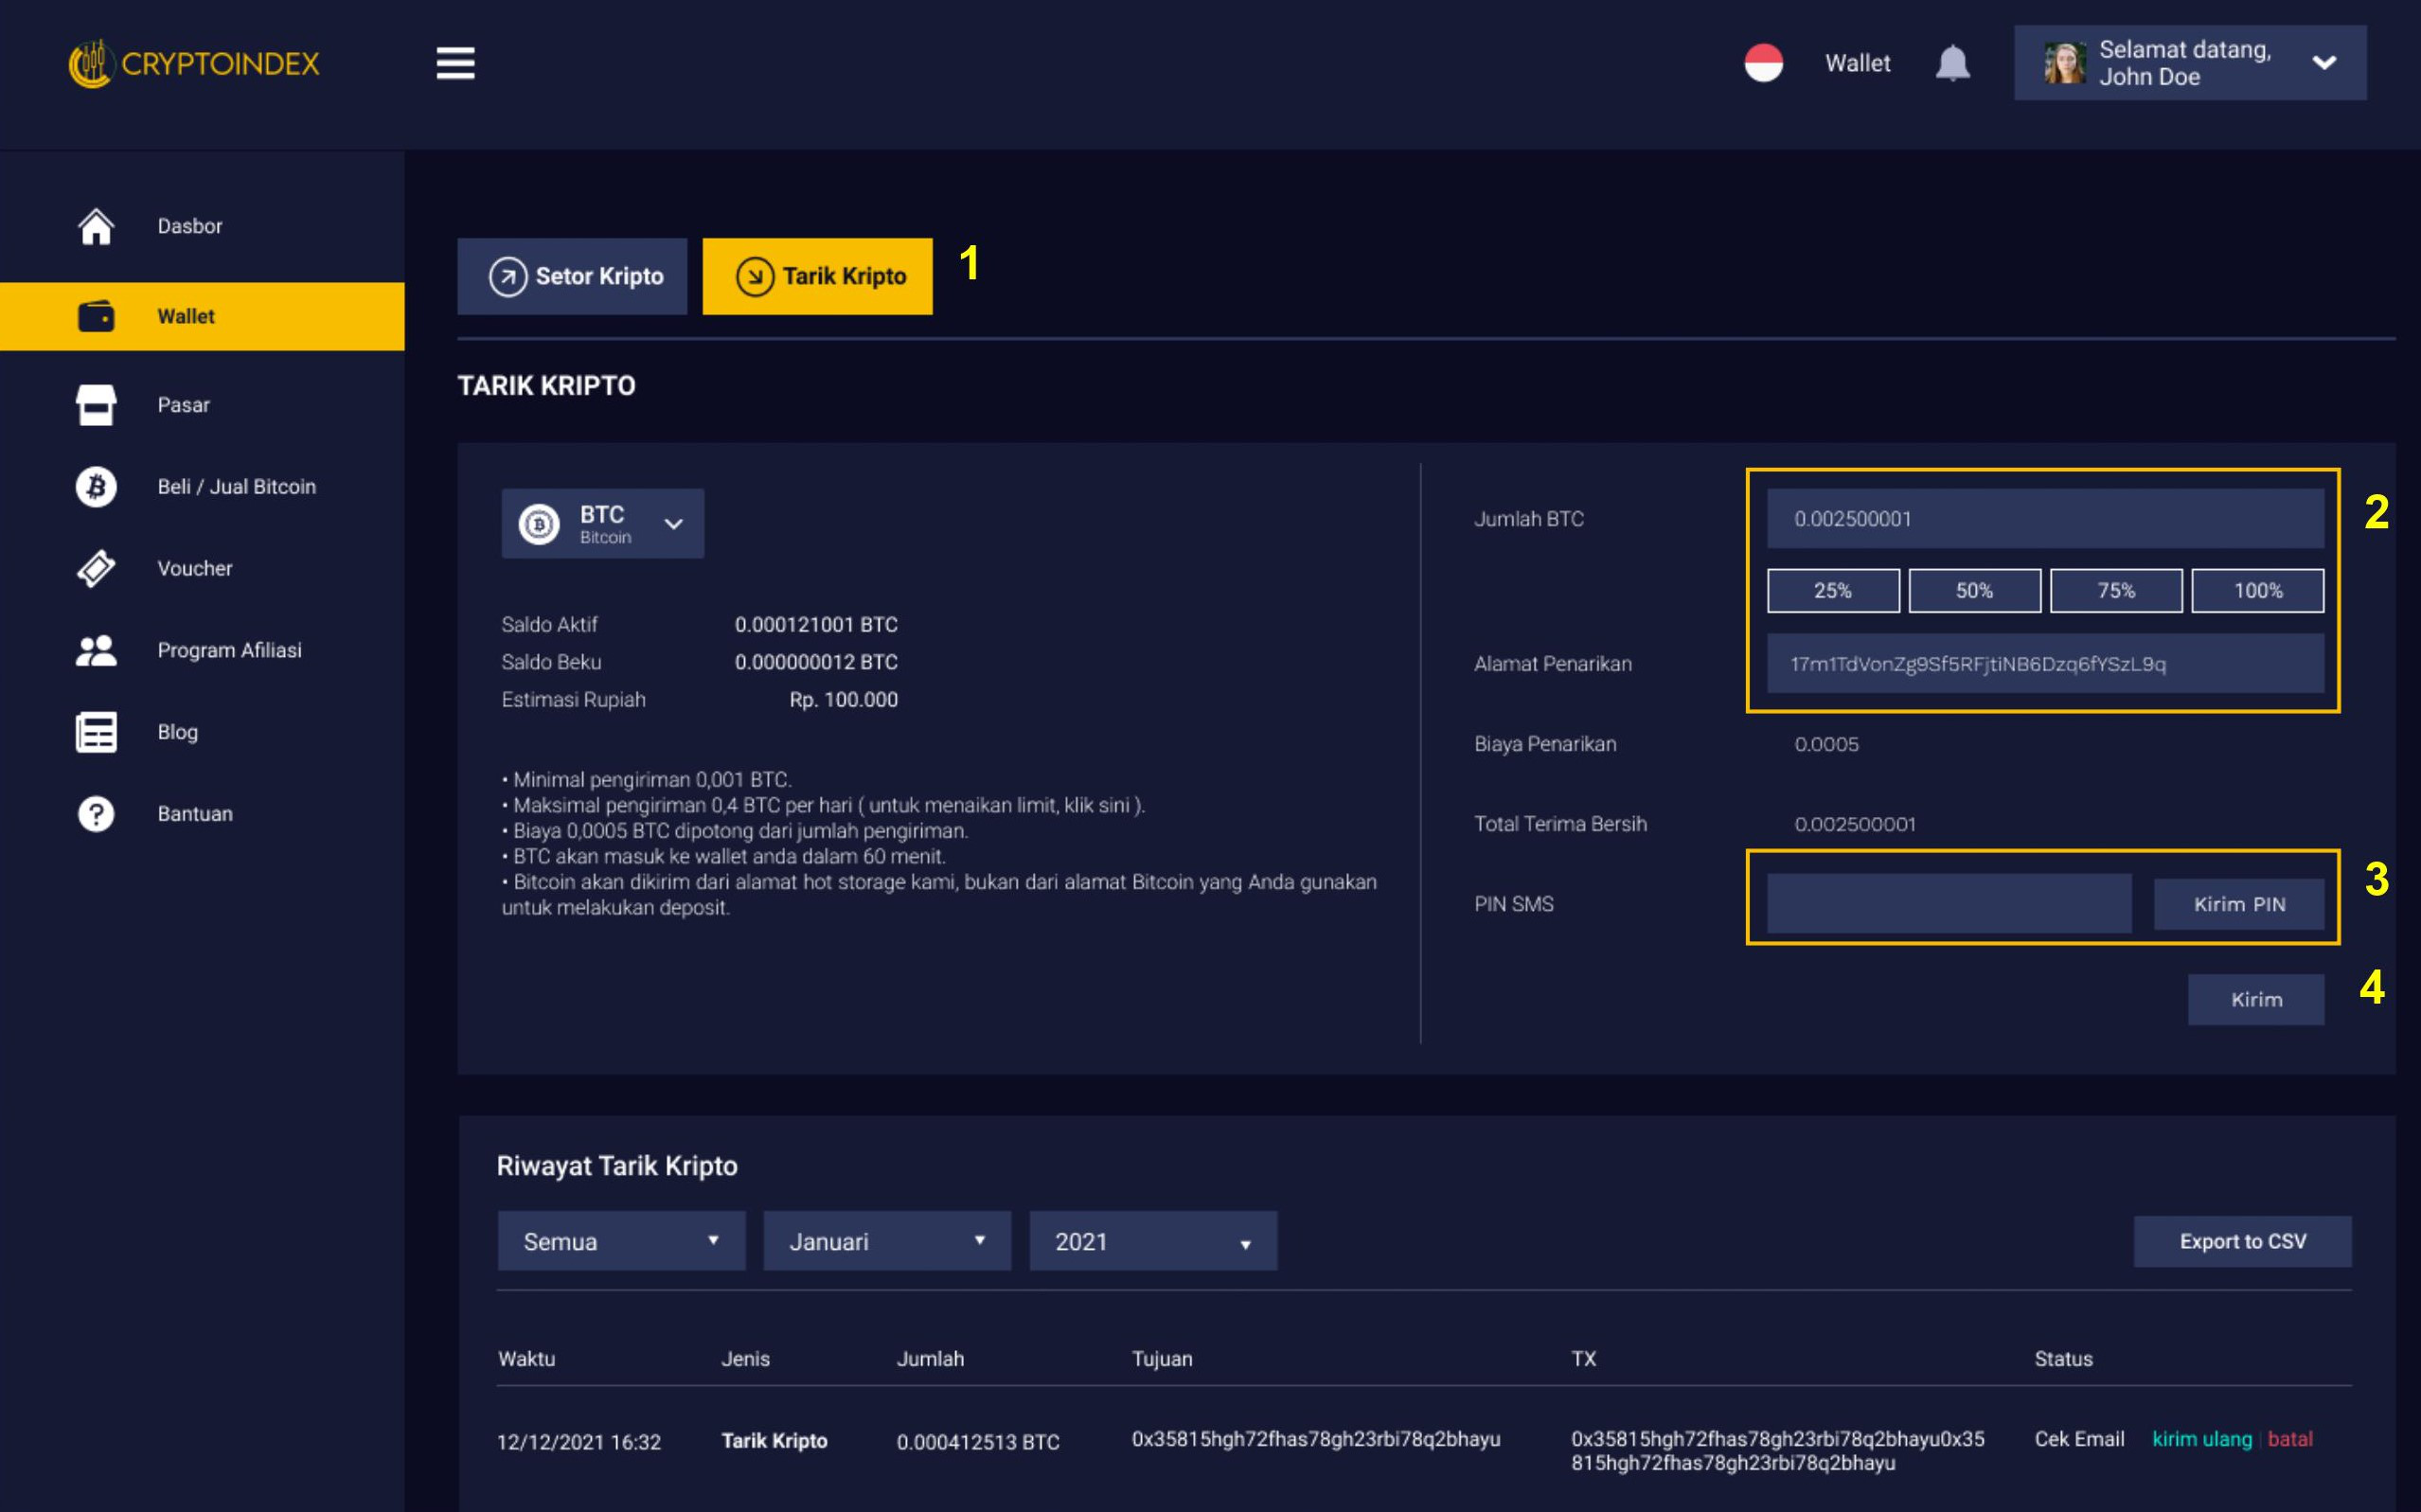 CRYPTOINDEX
Wallet
Selamat datang,
John Doe
Dasbor
Wallet
Pasar
Beli / Jual Bitcoin
Voucher
Program Afiliasi
Blog
Bantuan
Setor Kripto
Tarik Kripto
1
TARIK KRIPTO
BTC
Bitcoin
Saldo Aktif 0.000121001 BTC
Saldo Beku 0.000000012 BTC
Estimasi Rupiah Rp. 100.000
• Minimal pengiriman 0,001 BTC.
• Maksimal pengiriman 0,4 BTC per hari ( untuk menaikan limit, klik sini ).
• Biaya 0,0005 BTC dipotong dari jumlah pengiriman.
• BTC akan masuk ke wallet anda dalam 60 menit.
• Bitcoin akan dikirim dari alamat hot storage kami, bukan dari alamat Bitcoin yang Anda gunakan
untuk melakukan deposit.
Jumlah BTC 0.002500001
2
25% 50% 75% 100%
Alamat Penarikan 17m1TdVonZg9Sf5RFjtiNB6Dzq6fYSzL9q
Biaya Penarikan 0.0005
Total Terima Bersih 0.002500001
PIN SMS Kirim PIN
3
Kirim
4
Riwayat Tarik Kripto
Semua Januari 2021 Export to CSV
Waktu Jenis Jumlah Tujuan TX Status
12/12/2021 16:32 Tarik Kripto 0.000412513 BTC 0x35815hgh72fhas78gh23rbi78q2bhayu 0x35815hgh72fhas78gh23rbi78q2bhayu0x35 Cek Email kirim ulang | batal
815hgh72fhas78gh23rbi78q2bhayu